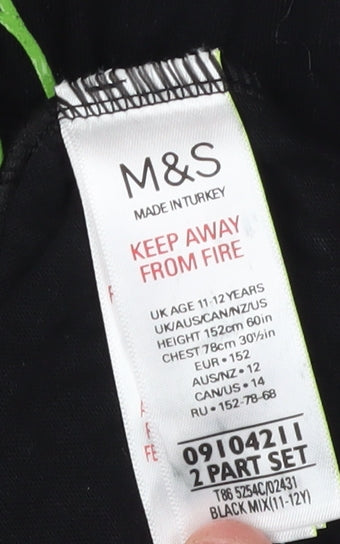 M&S
MADE IN TURKEY
KEEP AWAY
FROM FIRE
UK AGE 11-12 YEARS
UK/AUS/CAN/NZ/US
HEIGHT 152cm 60in
CHEST 78cm 30½in
EUR • 152
AUS/NZ • 12
CAN/US • 14
RU • 152-78-68
09104211
2 PART SET
T86 5254C/02431
BLACK MIX(11-12Y)